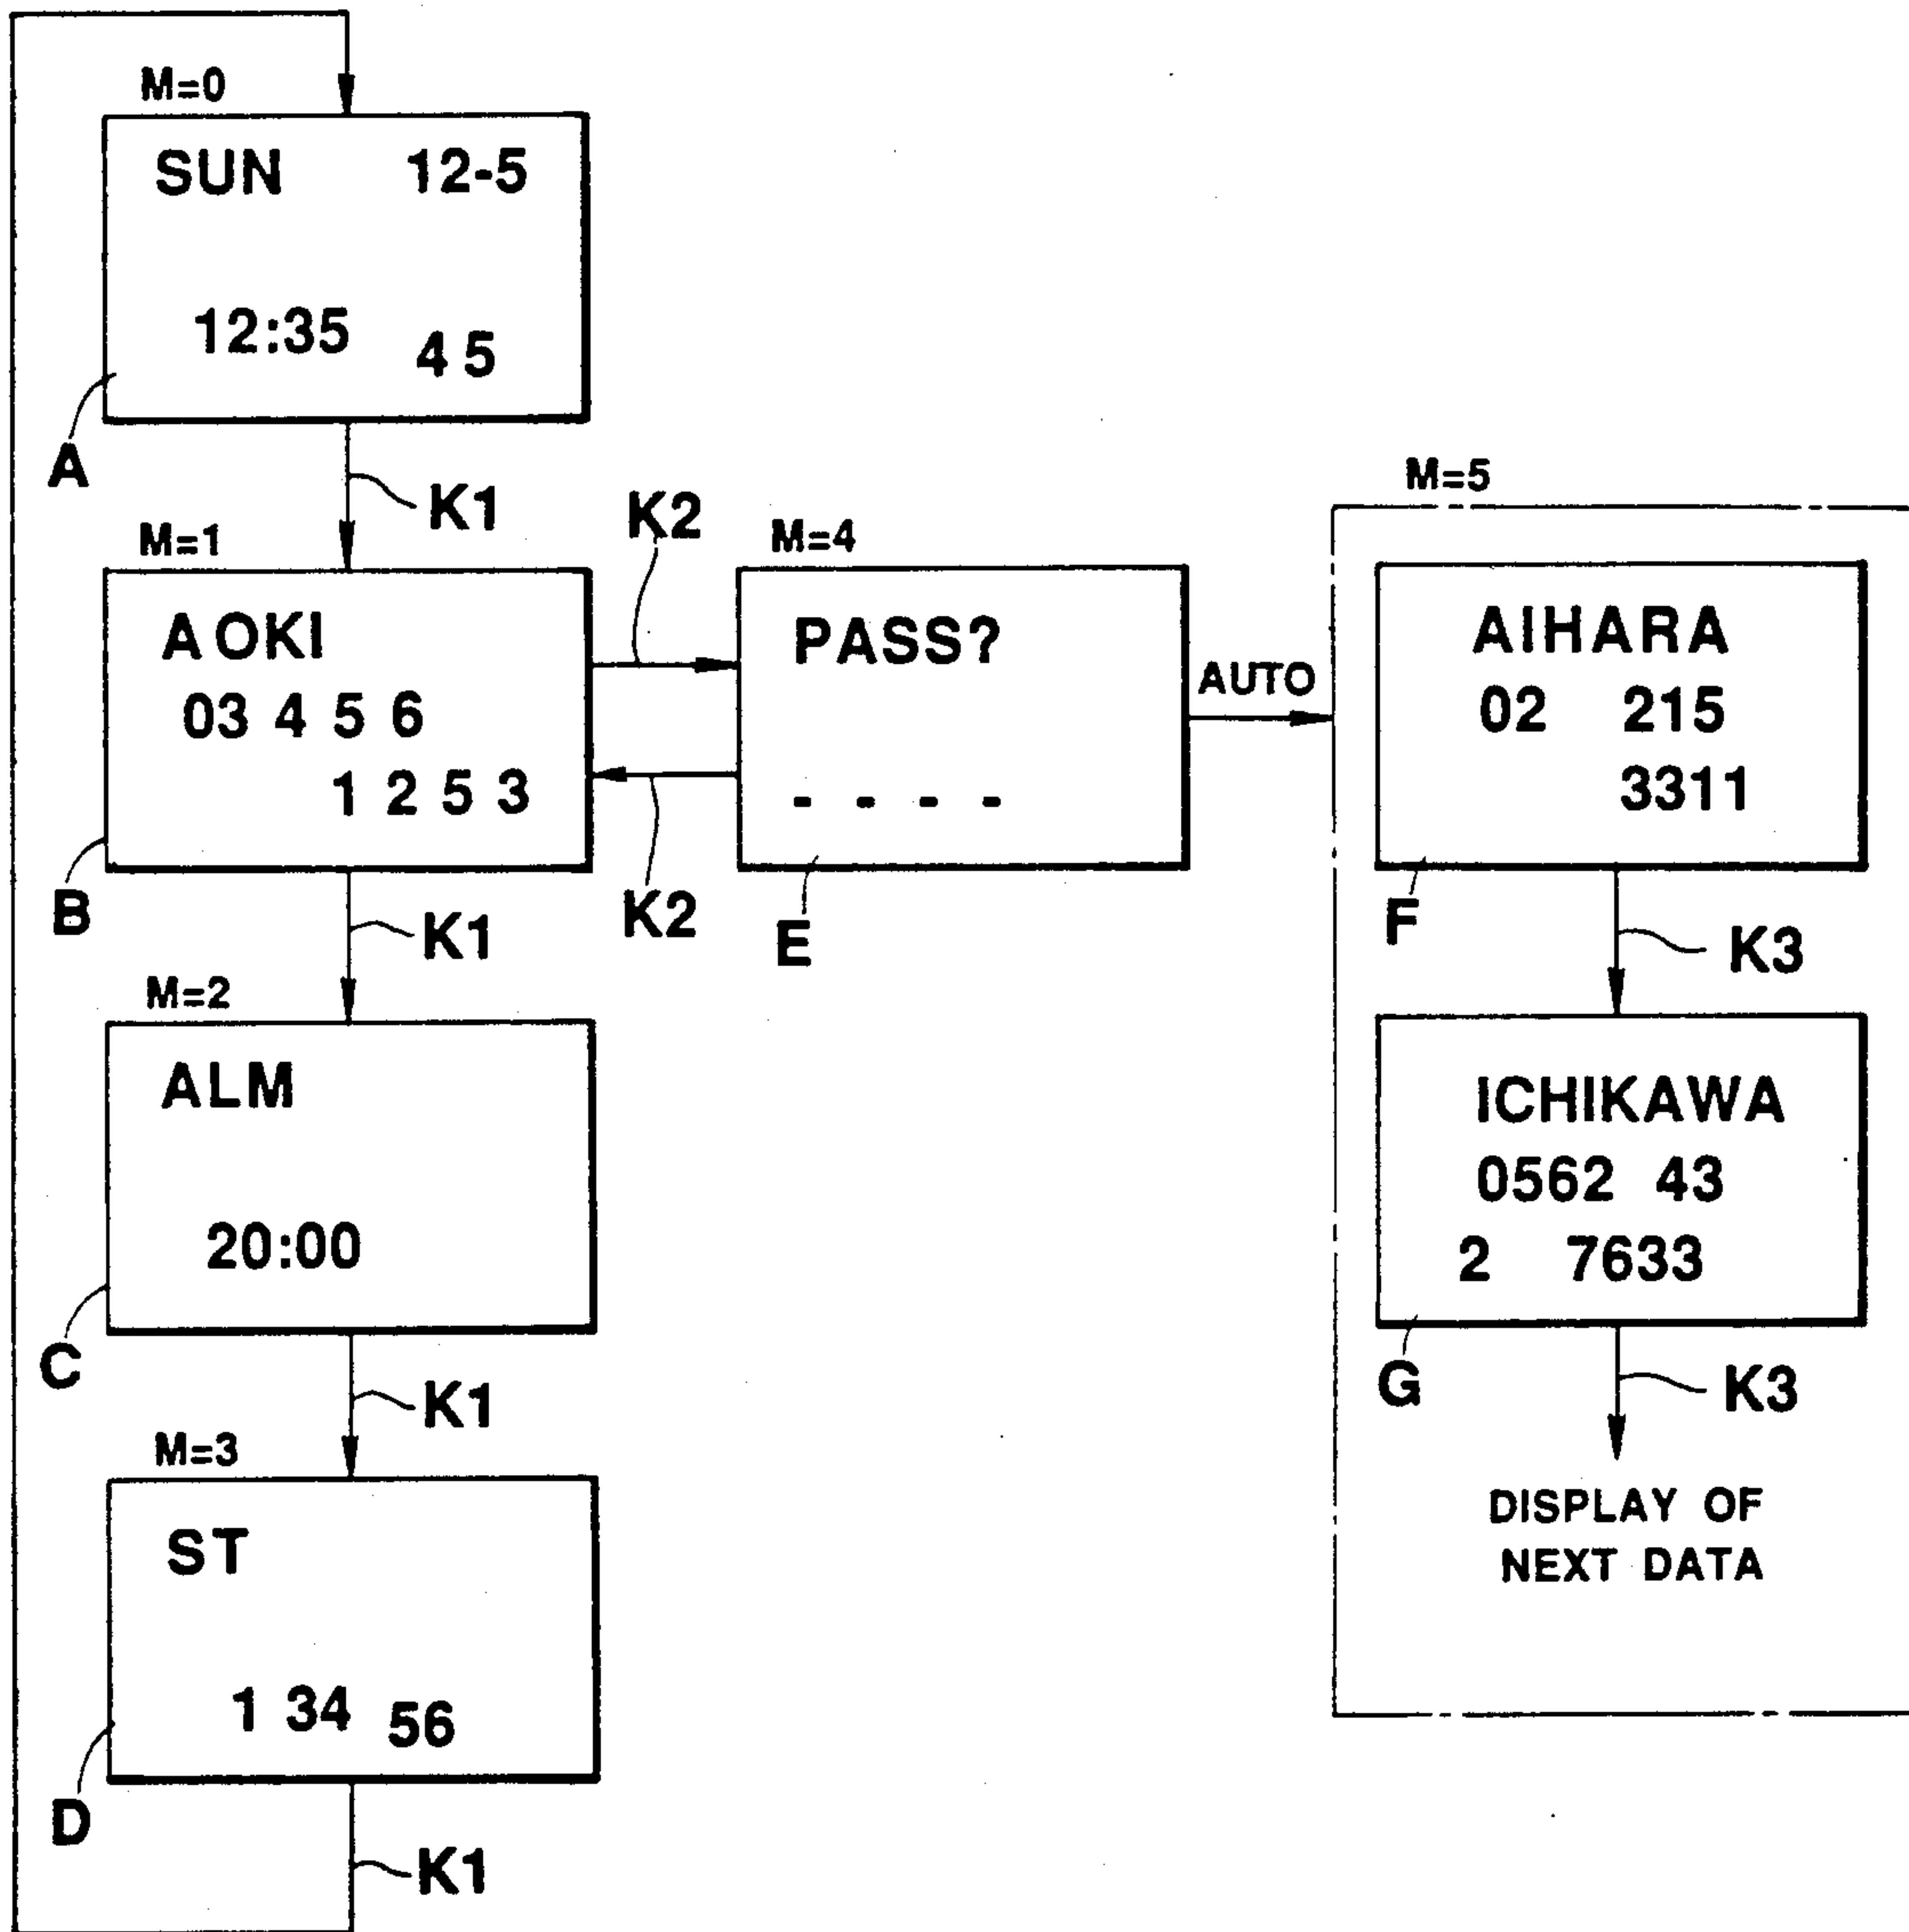 M=0
SUN 12-5
12:35 45
A
K1
M=1
AOKI
03 4 5 6
1 2 5 3
B
K2
K2
M=4
PASS?
- - - -
E
AUTO
K1
M=2
ALM
20:00
C
K1
M=3
ST
1 34 56
D
K1
M=5
AIHARA
02 215
3311
F
K3
ICHIKAWA
0562 43
2 7633
G
K3
DISPLAY OF
NEXT DATA